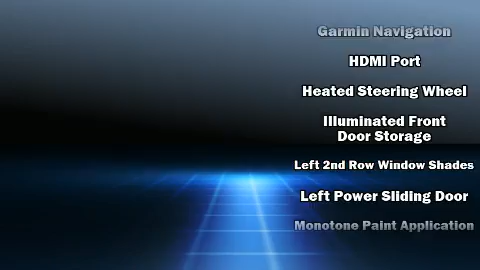 Garmin Navigation
HDMI Port
Heated Steering Wheel
Illuminated Front
Door Storage
Left 2nd Row Window Shades
Left Power Sliding Door
Monotone Paint Application